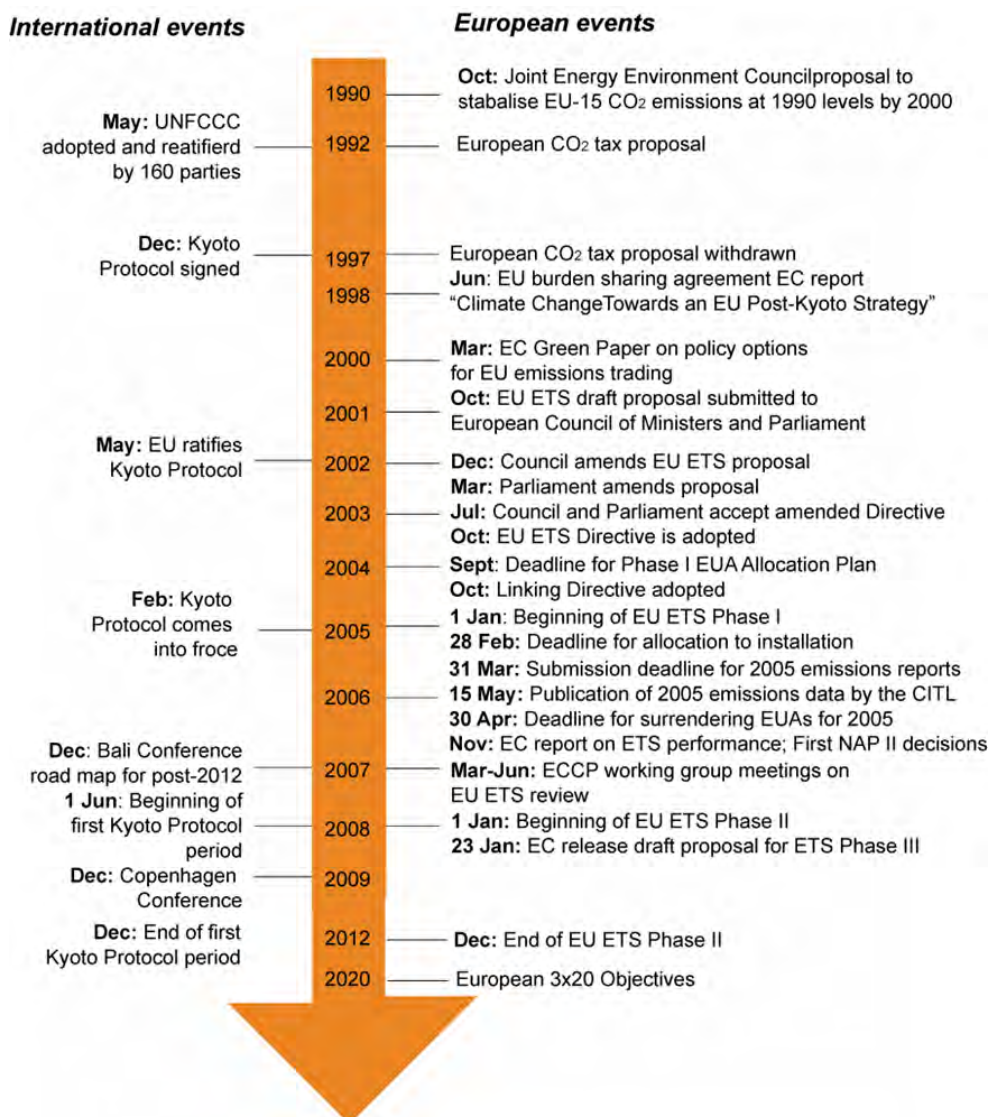 International events
European events
1990
Oct: Joint Energy Environment Councilproposal to
stabalise EU-15 CO₂ emissions at 1990 levels by 2000
May: UNFCCC
adopted and reatifierd
by 160 parties
1992
European CO₂ tax proposal
Dec: Kyoto
Protocol signed
1997
European CO₂ tax proposal withdrawn
1998
Jun: EU burden sharing agreement EC report
“Climate ChangeTowards an EU Post-Kyoto Strategy”
2000
Mar: EC Green Paper on policy options
for EU emissions trading
2001
Oct: EU ETS draft proposal submitted to
European Council of Ministers and Parliament
May: EU ratifies
Kyoto Protocol
2002
Dec: Council amends EU ETS proposal
2003
Mar: Parliament amends proposal
Jul: Council and Parliament accept amended Directive
Oct: EU ETS Directive is adopted
2004
Sept: Deadline for Phase I EUA Allocation Plan
Oct: Linking Directive adopted
Feb: Kyoto
Protocol comes
into froce
2005
1 Jan: Beginning of EU ETS Phase I
28 Feb: Deadline for allocation to installation
2006
31 Mar: Submission deadline for 2005 emissions reports
15 May: Publication of 2005 emissions data by the CITL
30 Apr: Deadline for surrendering EUAs for 2005
Nov: EC report on ETS performance; First NAP II decisions
Dec: Bali Conference
road map for post-2012
2007
Mar-Jun: ECCP working group meetings on
EU ETS review
1 Jun: Beginning of
first Kyoto Protocol
period
2008
1 Jan: Beginning of EU ETS Phase II
23 Jan: EC release draft proposal for ETS Phase III
Dec: Copenhagen
Conference
2009
Dec: End of first
Kyoto Protocol period
2012
Dec: End of EU ETS Phase II
2020
European 3x20 Objectives